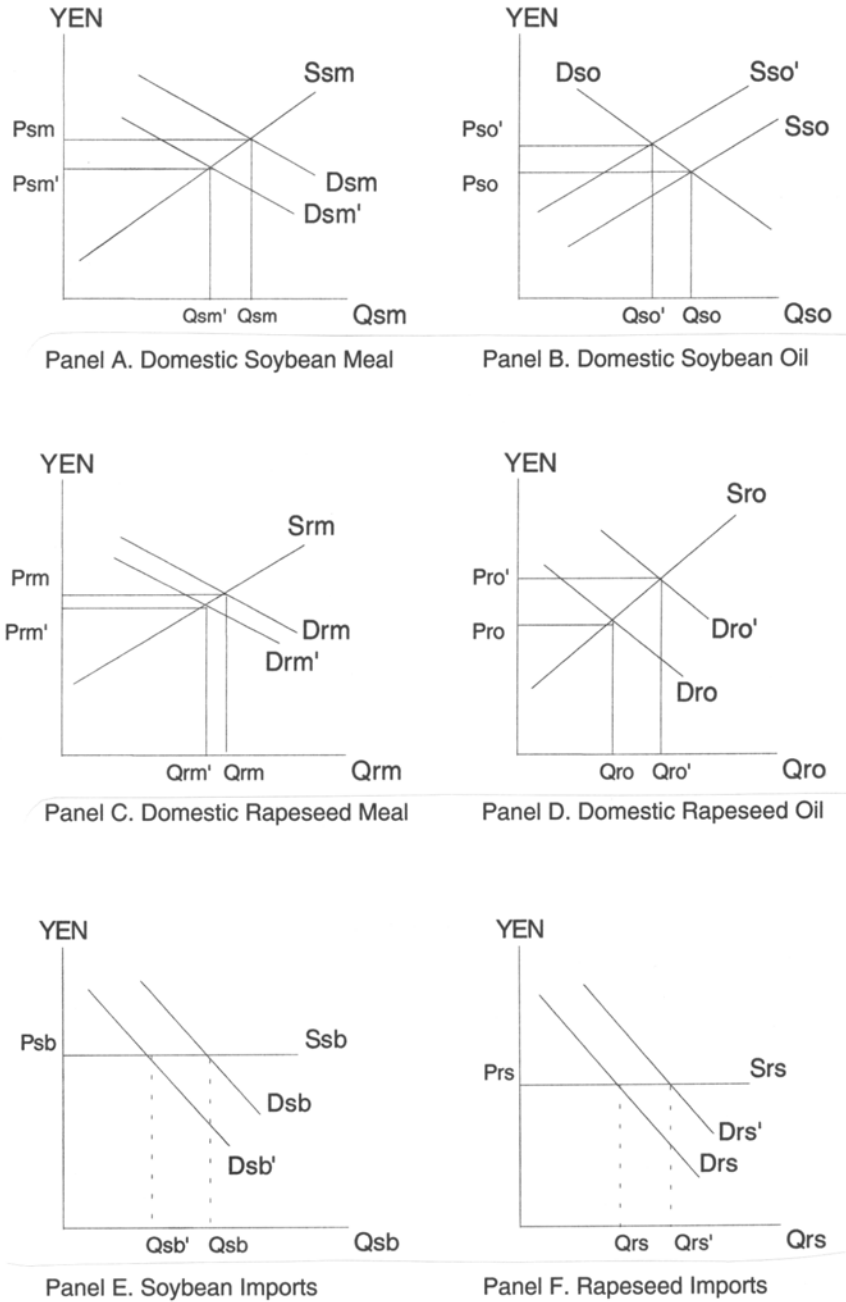 YEN
Ssm
Psm
Psm'
Dsm
Dsm'
Qsm' Qsm Qsm
Panel A. Domestic Soybean Meal
YEN
Dso Sso'
Sso
Pso'
Pso
Qso' Qso Qso
Panel B. Domestic Soybean Oil
YEN
Srm
Prm
Prm'
Drm
Drm'
Qrm' Qrm Qrm
Panel C. Domestic Rapeseed Meal
YEN
Sro
Pro'
Pro
Dro'
Dro
Qro Qro' Qro
Panel D. Domestic Rapeseed Oil
YEN
Psb Ssb
Dsb
Dsb'
Qsb' Qsb Qsb
Panel E. Soybean Imports
YEN
Prs Srs
Drs'
Drs
Qrs Qrs' Qrs
Panel F. Rapeseed Imports